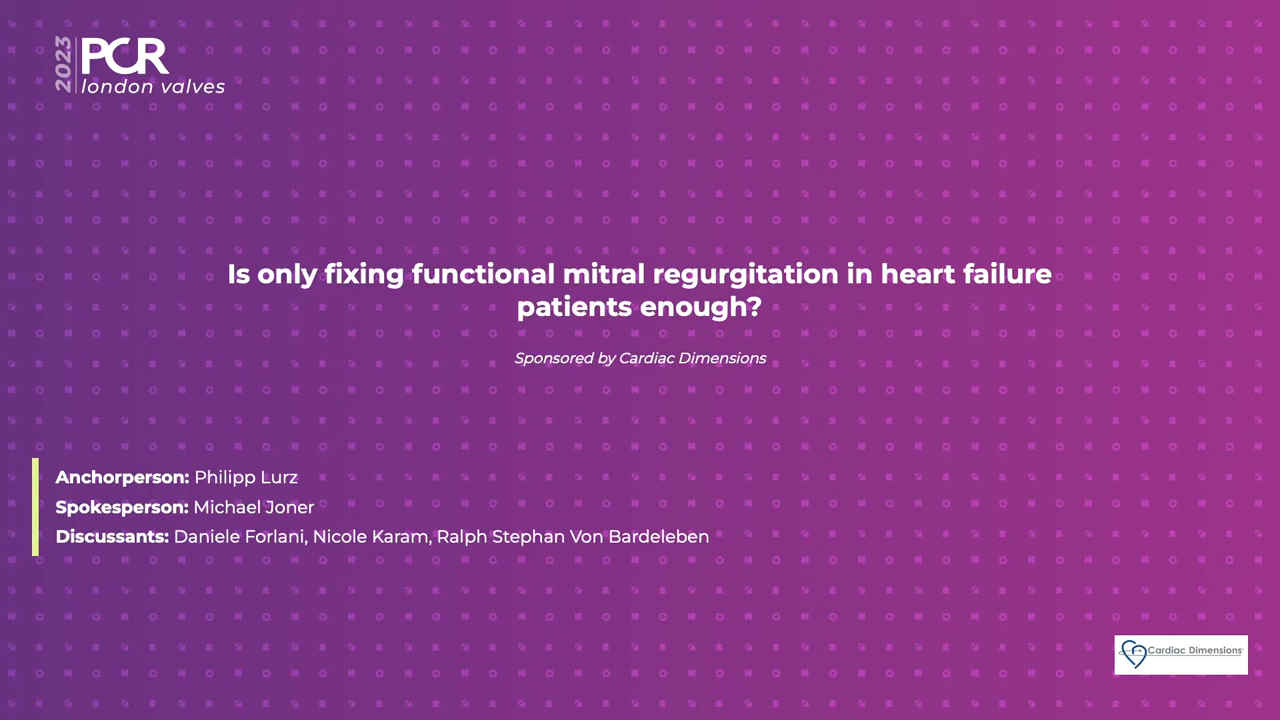 2023
PCR
london valves
Is only fixing functional mitral regurgitation in heart failure
patients enough?
Sponsored by Cardiac Dimensions
Anchorperson: Philipp Lurz
Spokesperson: Michael Joner
Discussants: Daniele Forlani, Nicole Karam, Ralph Stephan Von Bardeleben
Cardiac Dimensions